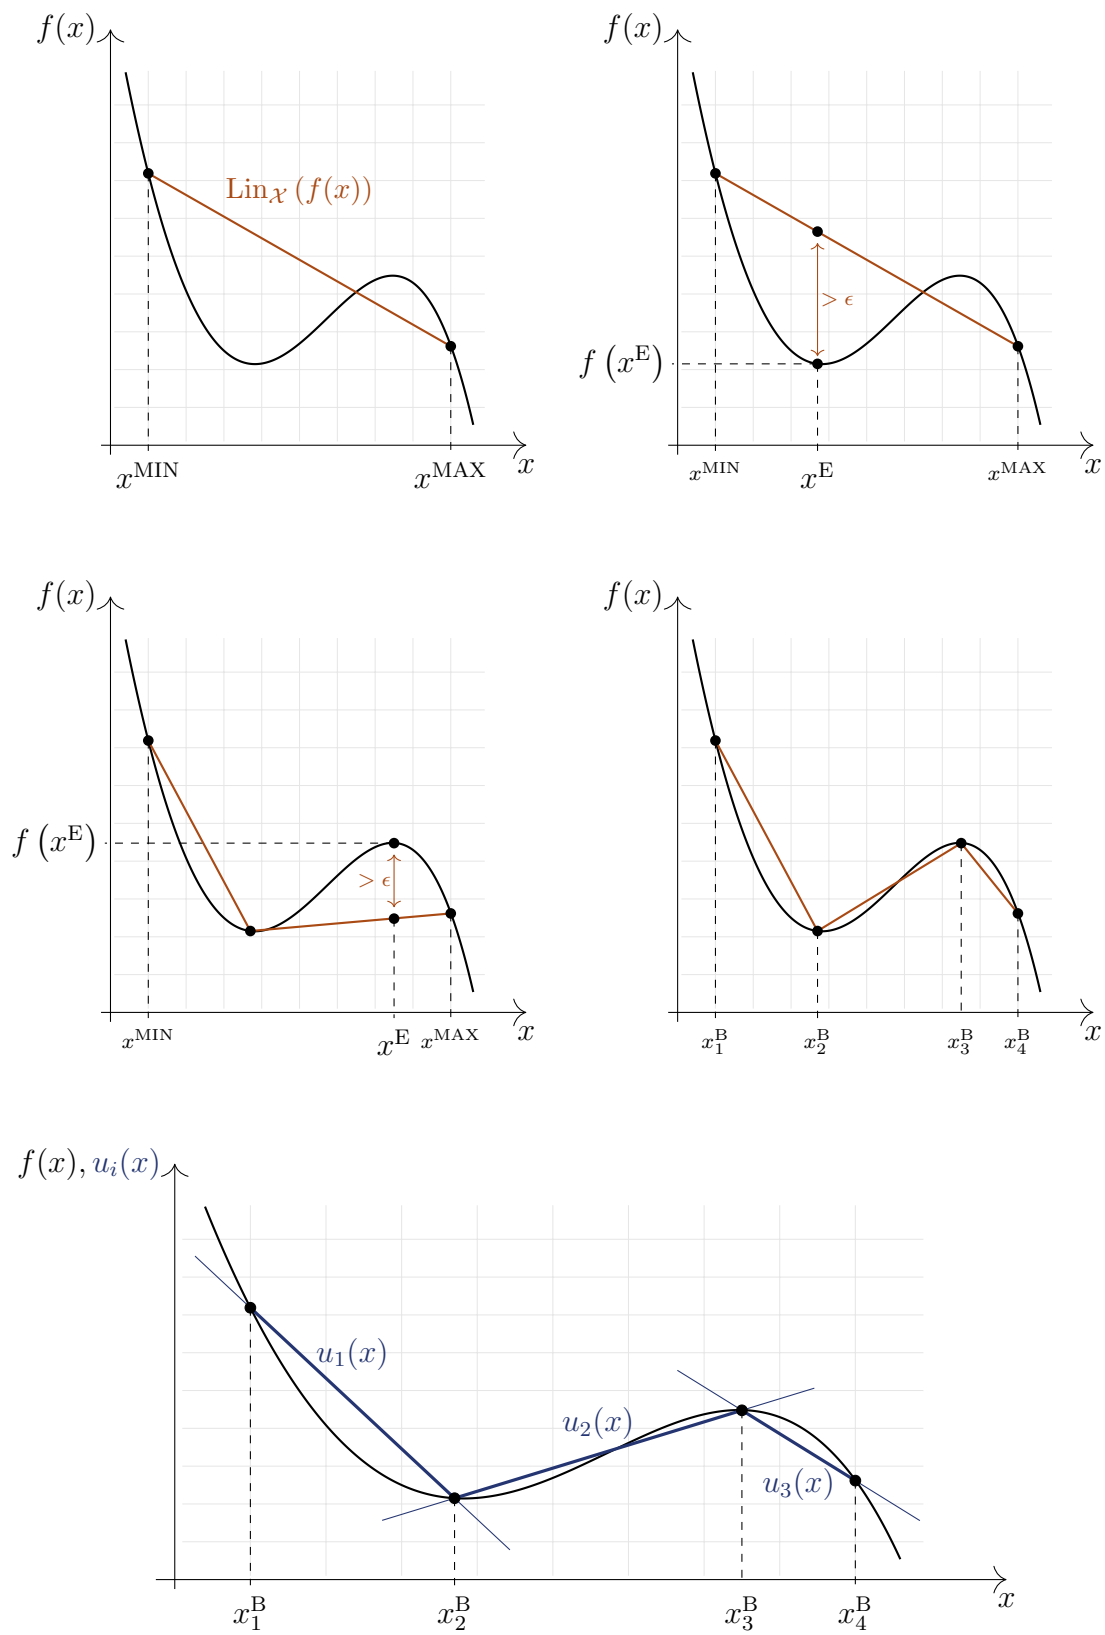 f(x)
Lin_𝒳 (f(x))
x^MIN
x^MAX
x
f(x)
> ϵ
f (x^E)
x^MIN
x^E
x^MAX
x
f(x)
f (x^E)
> ϵ
x^MIN
x^E
x^MAX
x
f(x)
x_1^B
x_2^B
x_3^B
x_4^B
x
f(x), u_i(x)
u_1(x)
u_2(x)
u_3(x)
x_1^B
x_2^B
x_3^B
x_4^B
x